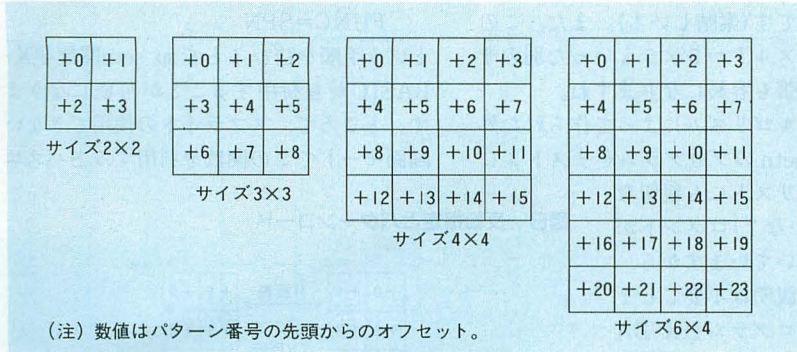 +0 +1
+2 +3
サイズ2×2
+0 +1 +2
+3 +4 +5
+6 +7 +8
サイズ3×3
+0 +1 +2 +3
+4 +5 +6 +7
+8 +9 +10 +11
+12 +13 +14 +15
サイズ4×4
+0 +1 +2 +3
+4 +5 +6 +7
+8 +9 +10 +11
+12 +13 +14 +15
+16 +17 +18 +19
+20 +21 +22 +23
サイズ6×4
(注) 数値はパターン番号の先頭からのオフセット。